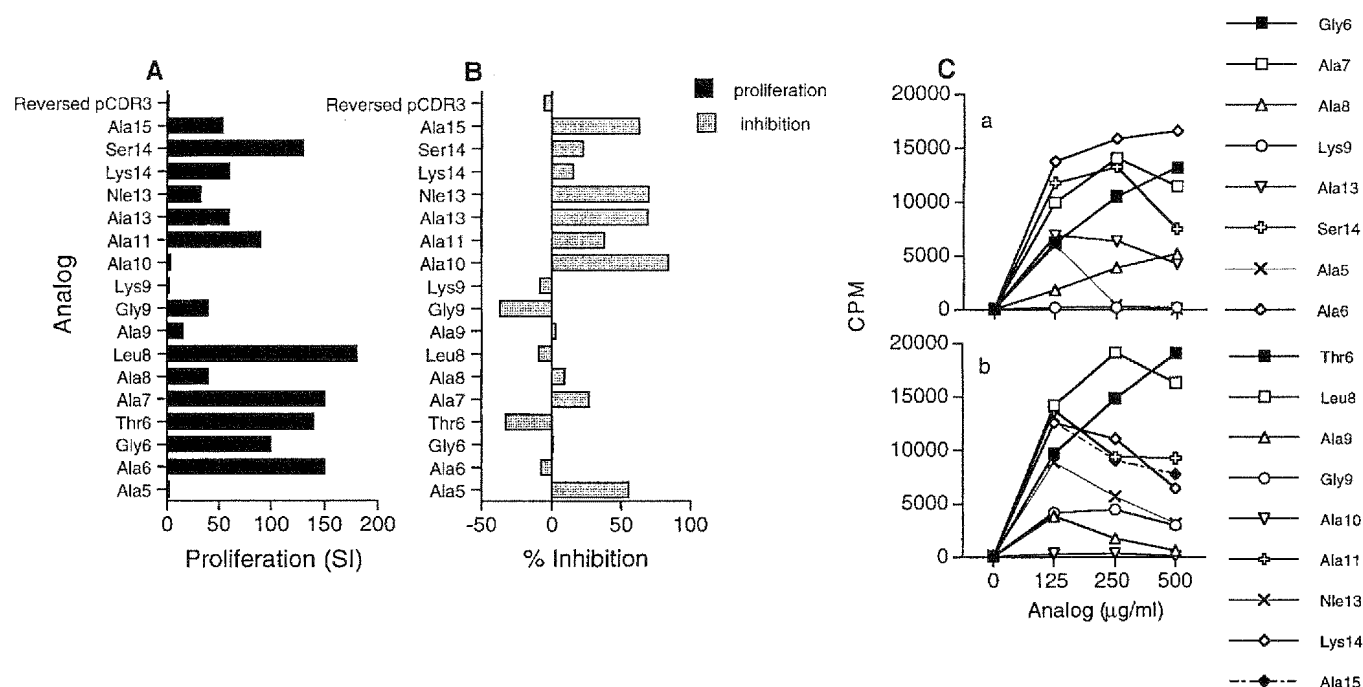 A
Reversed pCDR3
Ala15
Ser14
Lys14
Nle13
Ala13
Ala11
Ala10
Lys9
Gly9
Ala9
Leu8
Ala8
Ala7
Thr6
Gly6
Ala6
Ala5
Analog
0 50 100 150 200
Proliferation (SI)
B
Reversed pCDR3
Ala15
Ser14
Lys14
Nle13
Ala13
Ala11
Ala10
Lys9
Gly9
Ala9
Leu8
Ala8
Ala7
Thr6
Gly6
Ala6
Ala5
-50 0 50 100
% Inhibition
proliferation
inhibition
C
a
20000
15000
10000
5000
0
CPM
b
20000
15000
10000
5000
0
0 125 250 500
Analog (µg/ml)
Gly6
Ala7
Ala8
Lys9
Ala13
Ser14
Ala5
Ala6
Thr6
Leu8
Ala9
Gly9
Ala10
Ala11
Nle13
Lys14
Ala15